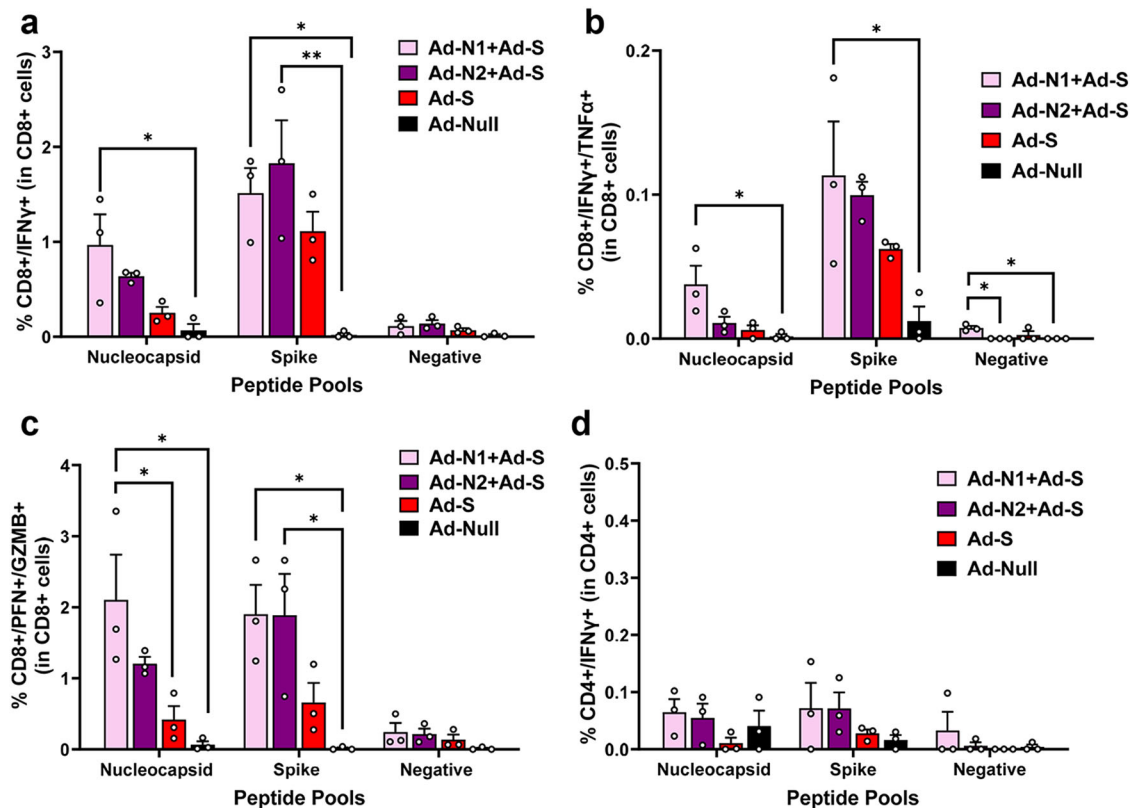 a
% CD8+/IFNγ+ (in CD8+ cells)
3
2
1
0
*
*
**
Ad-N1+Ad-S
Ad-N2+Ad-S
Ad-S
Ad-Null
Nucleocapsid Spike Negative
Peptide Pools
b
% CD8+/IFNγ+/TNFα+
(in CD8+ cells)
0.2
0.1
0.0
*
*
*
*
Ad-N1+Ad-S
Ad-N2+Ad-S
Ad-S
Ad-Null
Nucleocapsid Spike Negative
Peptide Pools
c
% CD8+/PFN+/GZMB+
(in CD8+ cells)
4
3
2
1
0
*
*
*
*
Ad-N1+Ad-S
Ad-N2+Ad-S
Ad-S
Ad-Null
Nucleocapsid Spike Negative
Peptide Pools
d
% CD4+/IFNγ+ (in CD4+ cells)
0.5
0.4
0.3
0.2
0.1
0.0
Ad-N1+Ad-S
Ad-N2+Ad-S
Ad-S
Ad-Null
Nucleocapsid Spike Negative
Peptide Pools